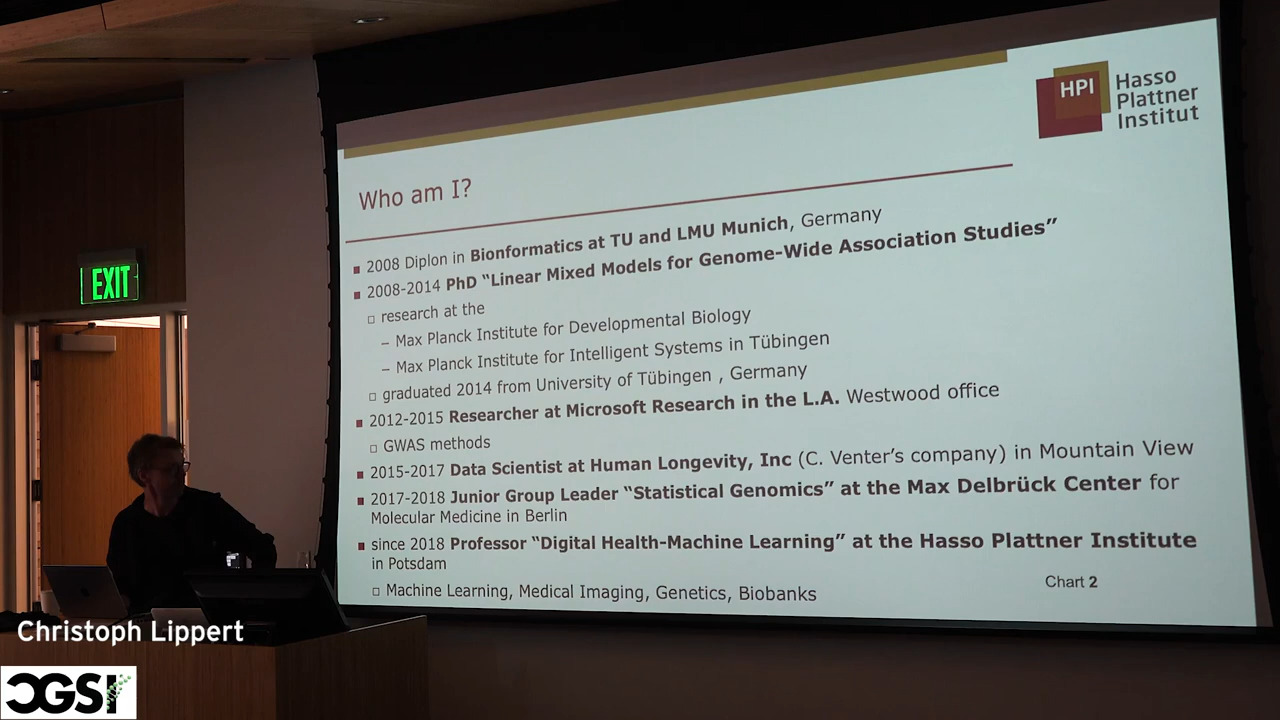 HPI Hasso
Plattner
Institut
Who am I?
2008 Diplon in Bionformatics at TU and LMU Munich, Germany
2008-2014 PhD “Linear Mixed Models for Genome-Wide Association Studies”
research at the
– Max Planck Institute for Developmental Biology
– Max Planck Institute for Intelligent Systems in Tübingen
graduated 2014 from University of Tübingen , Germany
2012-2015 Researcher at Microsoft Research in the L.A. Westwood office
GWAS methods
2015-2017 Data Scientist at Human Longevity, Inc (C. Venter’s company) in Mountain View
2017-2018 Junior Group Leader “Statistical Genomics” at the Max Delbrück Center for
Molecular Medicine in Berlin
since 2018 Professor “Digital Health-Machine Learning” at the Hasso Plattner Institute
in Potsdam
Machine Learning, Medical Imaging, Genetics, Biobanks
Chart 2
EXIT
Christoph Lippert
CGSI